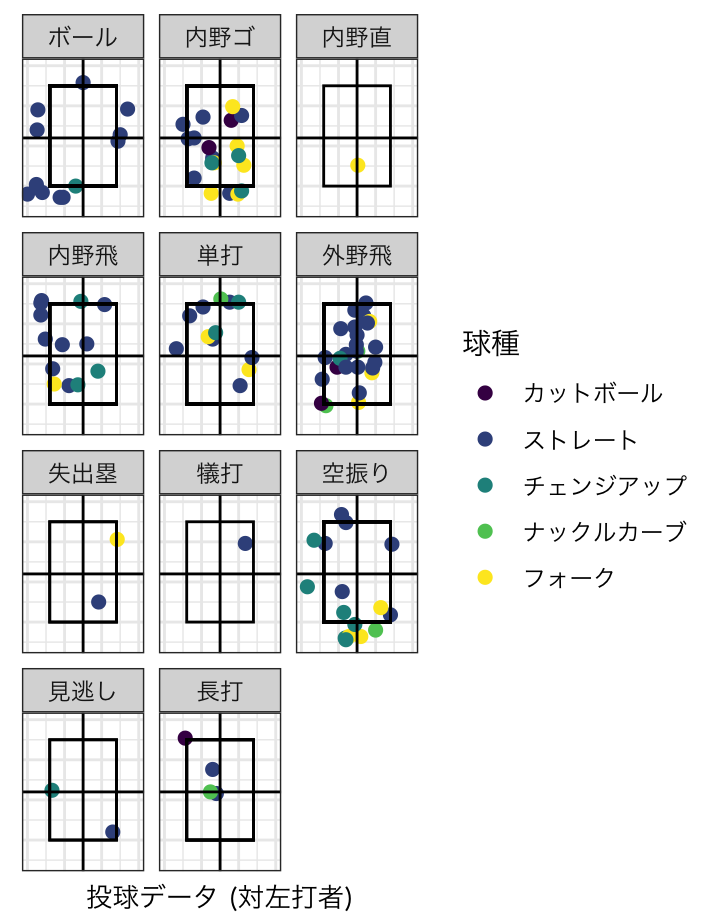 ボール
内野ゴ
内野直
内野飛
単打
外野飛
失出塁
犠打
空振り
見逃し
長打
球種
カットボール
ストレート
チェンジアップ
ナックルカーブ
フォーク
投球データ (対左打者)